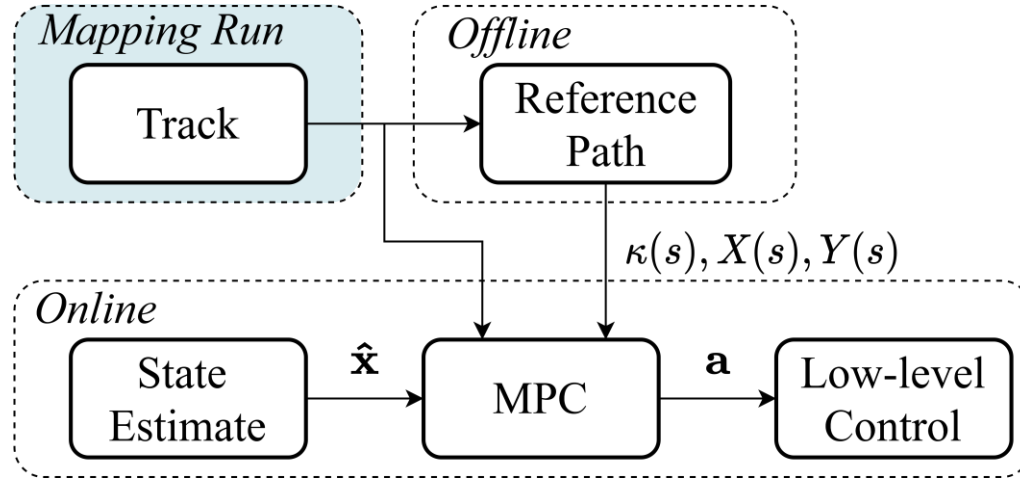 Mapping Run
Offline
Track
Reference
Path
κ(s), X(s), Y(s)
Online
State
Estimate
x̂
MPC
a
Low-level
Control